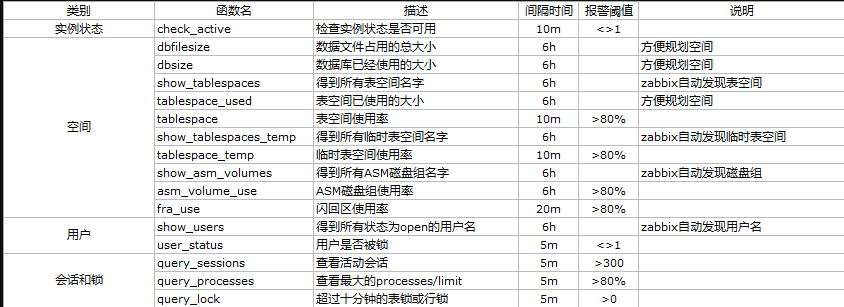 类别 函数名 描述 间隔时间 报警阀值 说明
实例状态 check_active 检查实例状态是否可用 10m <>1
空间 dbfilesize 数据文件占用的总大小 6h 方便规划空间
dbsize 数据库已经使用的大小 6h 方便规划空间
show_tablespaces 得到所有表空间名字 6h zabbix自动发现表空间
tablespace_used 表空间已使用的大小 6h 方便规划空间
tablespace 表空间使用率 10m >80%
show_tablespaces_temp 得到所有临时表空间名字 6h zabbix自动发现临时表空间
tablespace_temp 临时表空间使用率 10m >80%
show_asm_volumes 得到所有ASM磁盘组名字 6h zabbix自动发现磁盘组
asm_volume_use ASM磁盘组使用率 6h >80%
fra_use 闪回区使用率 20m >80%
用户 show_users 得到所有状态为open的用户名 6h zabbix自动发现用户名
user_status 用户是否被锁 5m <>1
会话和锁 query_sessions 查看活动会话 5m >300
query_processes 查看最大的processes/limit 5m >80%
query_lock 超过十分钟的表锁或行锁 5m >0